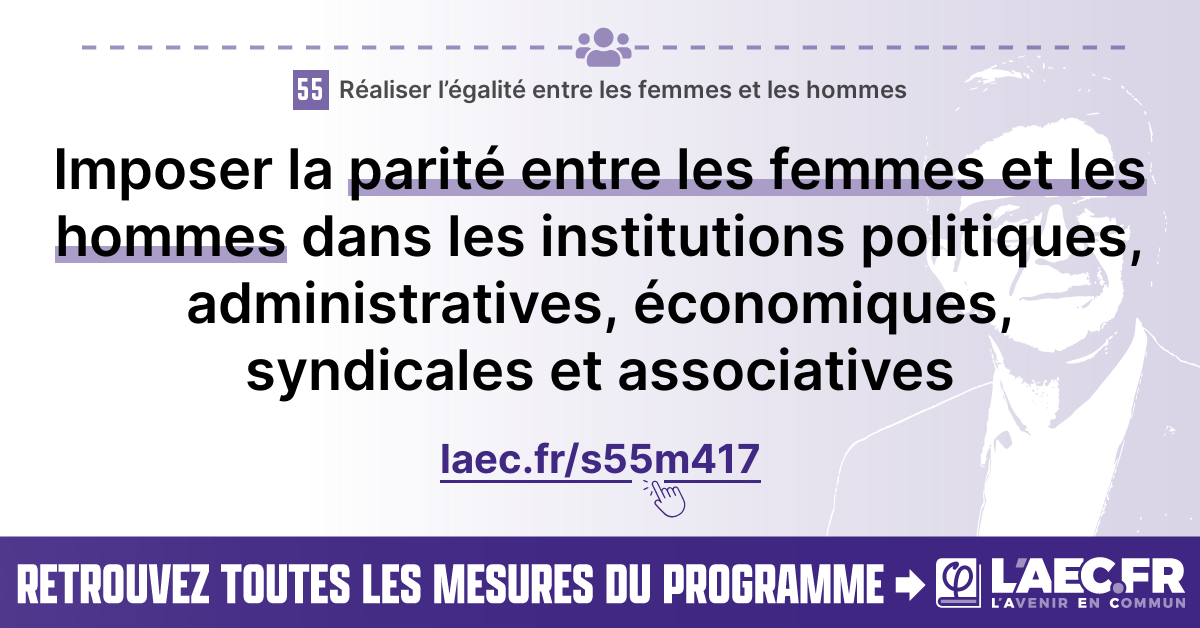 55 Réaliser l’égalité entre les femmes et les hommes
Imposer la parité entre les femmes et les
hommes dans les institutions politiques,
administratives, économiques,
syndicales et associatives
laec.fr/s55m417
RETROUVEZ TOUTES LES MESURES DU PROGRAMME
φ L'AEC.FR
L'AVENIR EN COMMUN